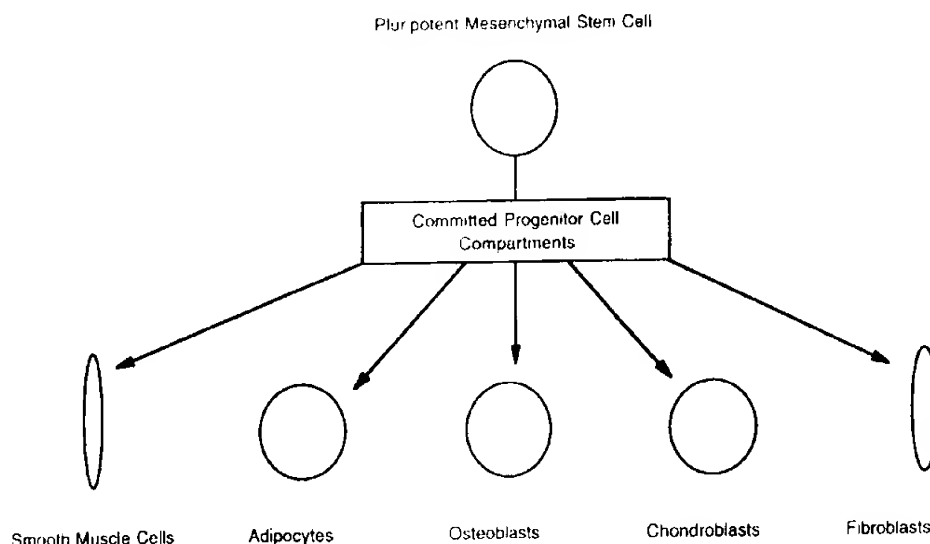 Plur potent Mesenchymal Stem Cell
Committed Progenitor Cell
Compartments
Smooth Muscle Cells
Adipocytes
Osteoblasts
Chondroblasts
Fibroblasts